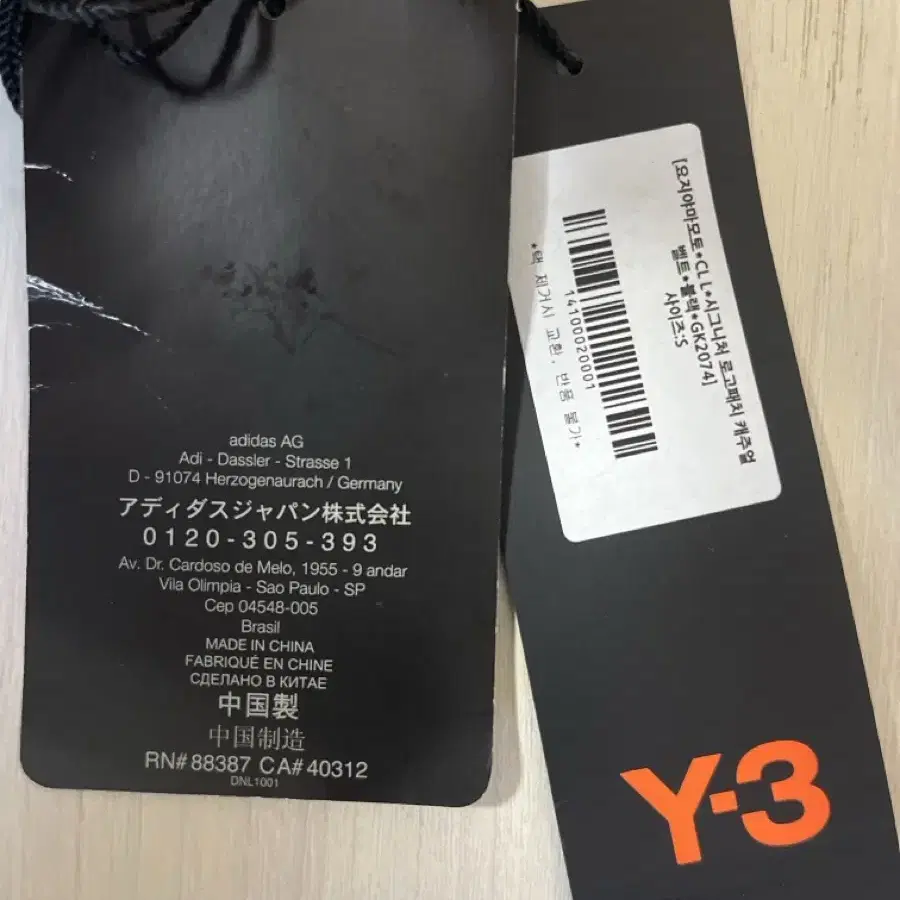 adidas AG
Adi - Dassler - Strasse 1
D - 91074 Herzogenaurach / Germany
アディダスジャパン株式会社
0120-305-393
Av. Dr. Cardoso de Melo, 1955 - 9 andar
Vila Olimpia - Sao Paulo - SP
Cep 04548-005
Brasil
MADE IN CHINA
FABRIQUÉ EN CHINE
СДЕЛАНО В КИТАЕ
中国製
中国制造
RN# 88387 CA# 40312
DNL1001
[요지야마모토*CL L*시그니처 로고패치 캐주얼
벨트*블랙*GK2074]
사이즈:S
14100020001
*택 제거시 교환, 반품 불가*
Y-3